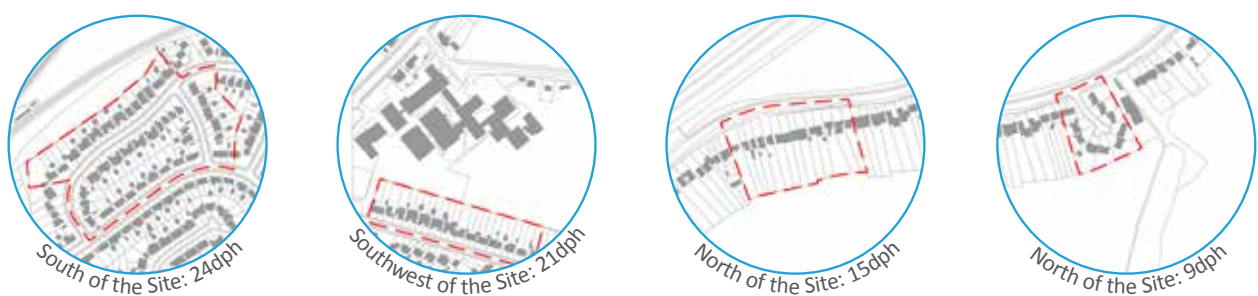 South of the Site: 24dph
Southwest of the Site: 21dph
North of the Site: 15dph
North of the Site: 9dph